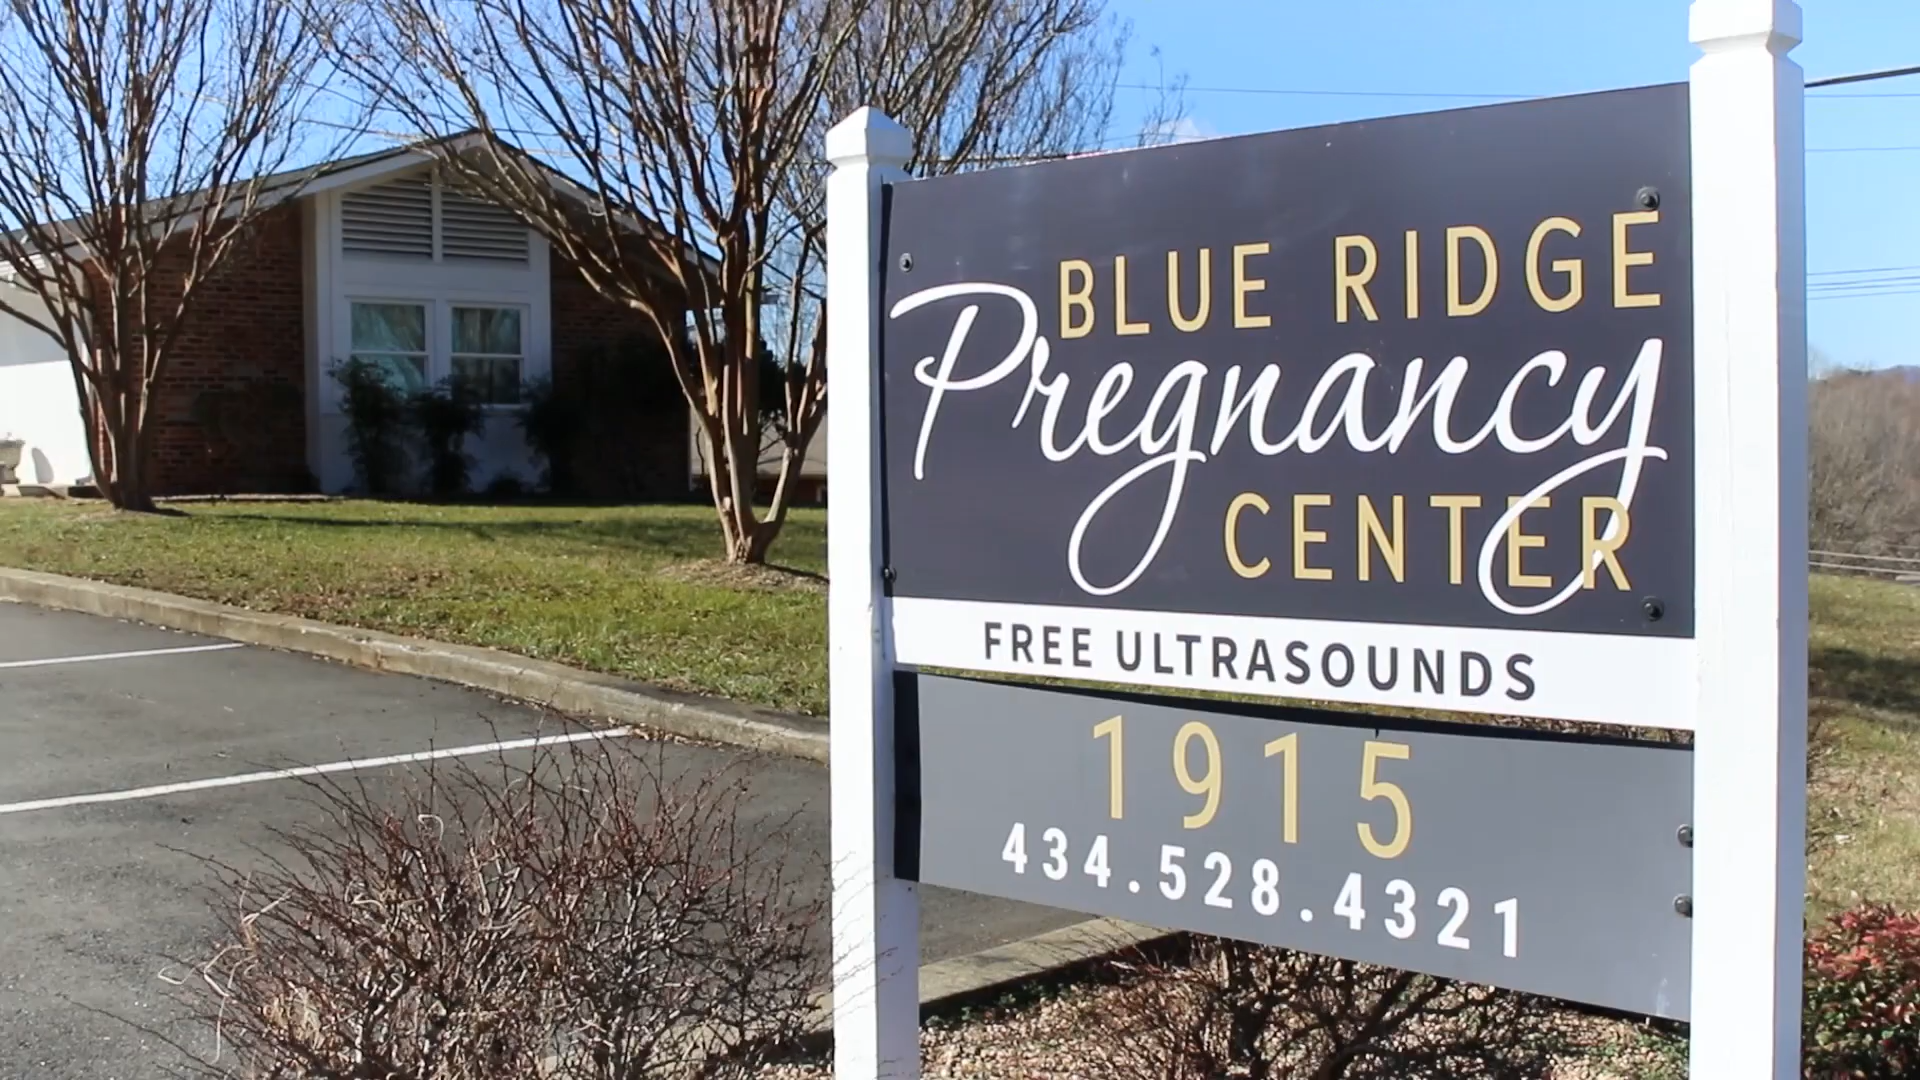 BLUE RIDGE
Pregnancy
CENTER
FREE ULTRASOUNDS
1915
434.528.4321